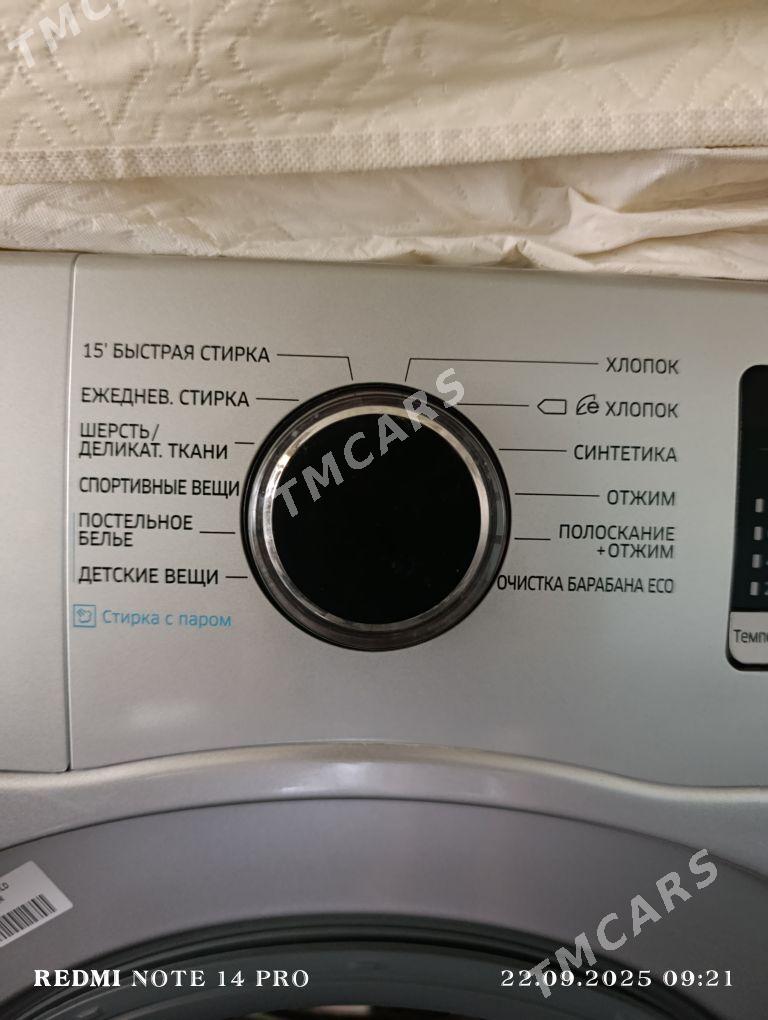 TMCARS
15' БЫСТРАЯ СТИРКА
ЕЖЕДНЕВ. СТИРКА
ШЕРСТЬ/
ДЕЛИКАТ. ТКАНИ
СПОРТИВНЫЕ ВЕЩИ
ПОСТЕЛЬНОЕ
БЕЛЬЕ
ДЕТСКИЕ ВЕЩИ
Стирка с паром
TMCARS
ХЛОПОК
e ХЛОПОК
СИНТЕТИКА
ОТЖИМ
ПОЛОСКАНИЕ
+ОТЖИМ
ОЧИСТКА БАРАБАНА ECO
TMCARS
REDMI NOTE 14 PRO
22.09.2025 09:21